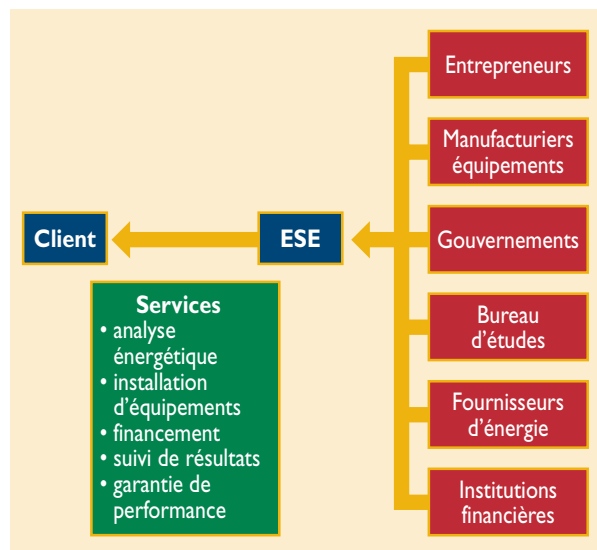 Entrepreneurs
Manufacturiers
équipements
Client
ESE
Gouvernements
Services
• analyse
énergétique
• installation
d'équipements
• financement
• suivi de résultats
• garantie de
performance
Bureau
d'études
Fournisseurs
d'énergie
Institutions
financières